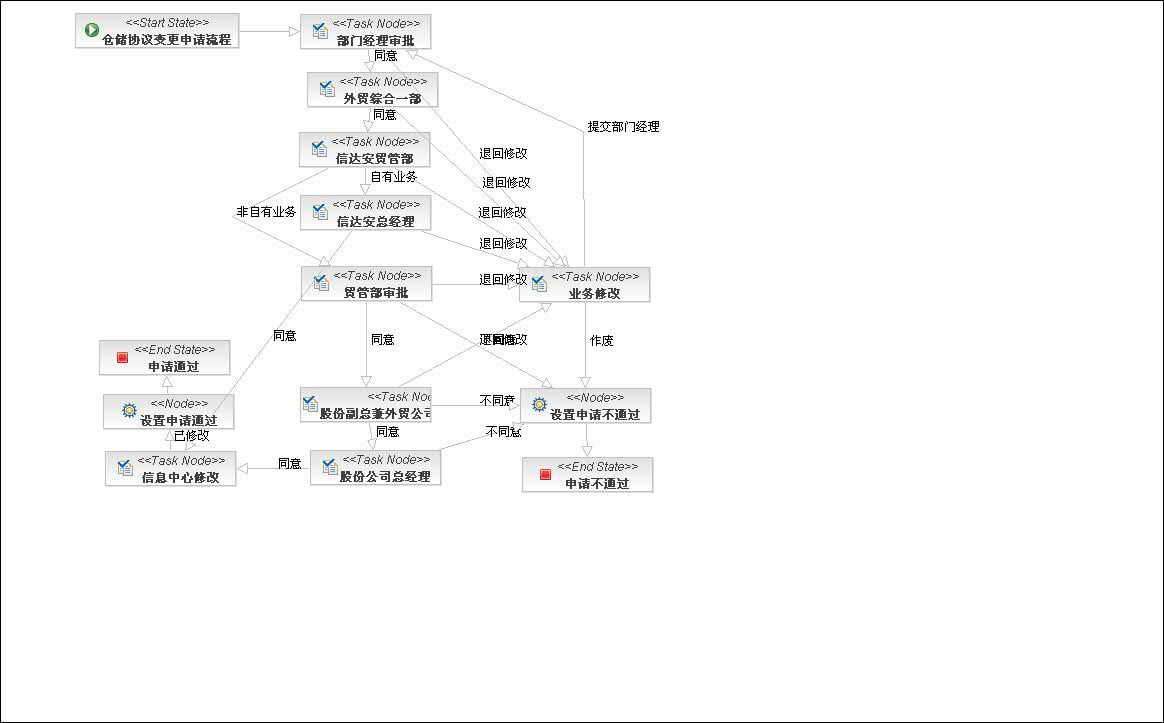 <<Start State>>
仓储协议变更申请流程
<<Task Node>>
部门经理审批
同意
<<Task Node>>
外贸综合一部
同意
提交部门经理
<<Task Node>>
信达安贸管部
退回修改
自有业务
退回修改
<<Task Node>>
信达安总经理
非自有业务
退回修改
退回修改
<<Task Node>>
贸管部审批
退回修改
<<Task Node>>
业务修改
同意
同意
作废
<<End State>>
申请通过
<<Task Noc
股份副总兼外贸公司
不同意
<<Node>>
设置申请不通过
<<Node>>
设置申请通过
已修改
同意
不同意
<<Task Node>>
信息中心修改
同意
<<Task Node>>
股份公司总经理
<<End State>>
申请不通过